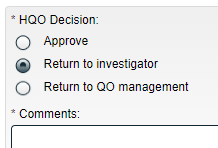 * HQO Decision:
Approve
Return to investigator
Return to QO management
* Comments: